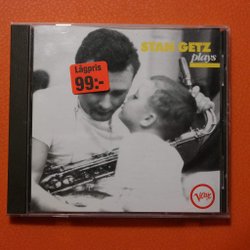 STAN GETZ
plays
Lågpris
99:-
Verve